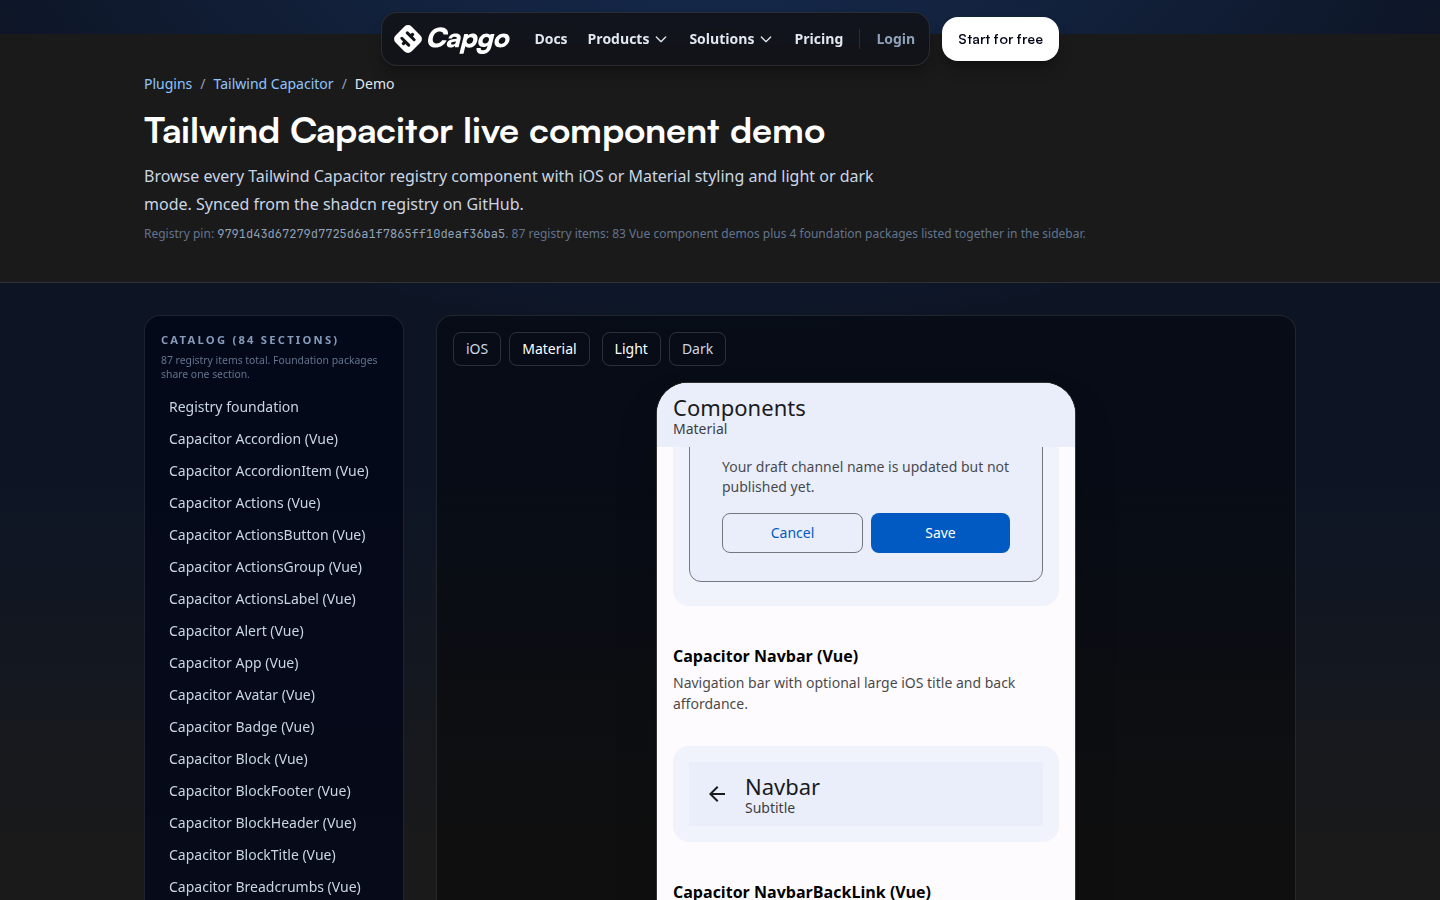 Capgo
Docs
Products
Solutions
Pricing
Login
Start for free
Plugins / Tailwind Capacitor / Demo
Tailwind Capacitor live component demo
Browse every Tailwind Capacitor registry component with iOS or Material styling and light or dark
mode. Synced from the shadcn registry on GitHub.
Registry pin: 9791d43d67279d7725d6a1f7865ff10deaf36ba5. 87 registry items: 83 Vue component demos plus 4 foundation packages listed together in the sidebar.
CATALOG (84 SECTIONS)
87 registry items total. Foundation packages
share one section.
Registry foundation
Capacitor Accordion (Vue)
Capacitor AccordionItem (Vue)
Capacitor Actions (Vue)
Capacitor ActionsButton (Vue)
Capacitor ActionsGroup (Vue)
Capacitor ActionsLabel (Vue)
Capacitor Alert (Vue)
Capacitor App (Vue)
Capacitor Avatar (Vue)
Capacitor Badge (Vue)
Capacitor Block (Vue)
Capacitor BlockFooter (Vue)
Capacitor BlockHeader (Vue)
Capacitor BlockTitle (Vue)
Capacitor Breadcrumbs (Vue)
iOS
Material
Light
Dark
Components
Material
Your draft channel name is updated but not
published yet.
Cancel
Save
Capacitor Navbar (Vue)
Navigation bar with optional large iOS title and back
affordance.
Navbar
Subtitle
Capacitor NavbarBackLink (Vue)